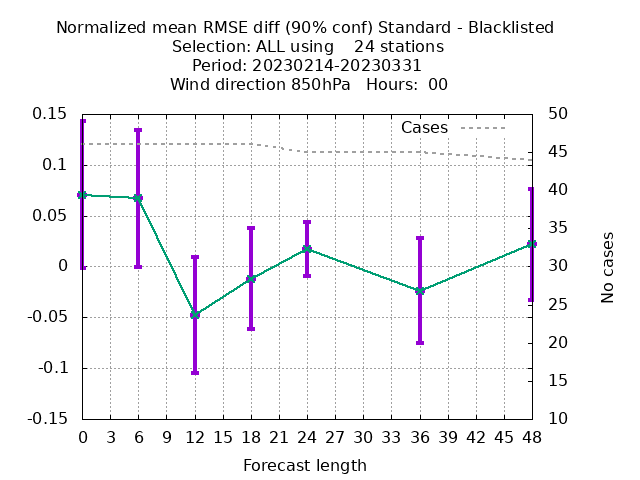 Normalized mean RMSE diff (90% conf) Standard - Blacklisted
Selection: ALL using    24 stations
Period: 20230214-20230331
Wind direction 850hPa   Hours:  00
0.15
0.1
0.05
0
-0.05
-0.1
-0.15
Cases
50
45
40
35
30
25
20
15
10
No cases
0 3 6 9 12 15 18 21 24 27 30 33 36 39 42 45 48
Forecast length